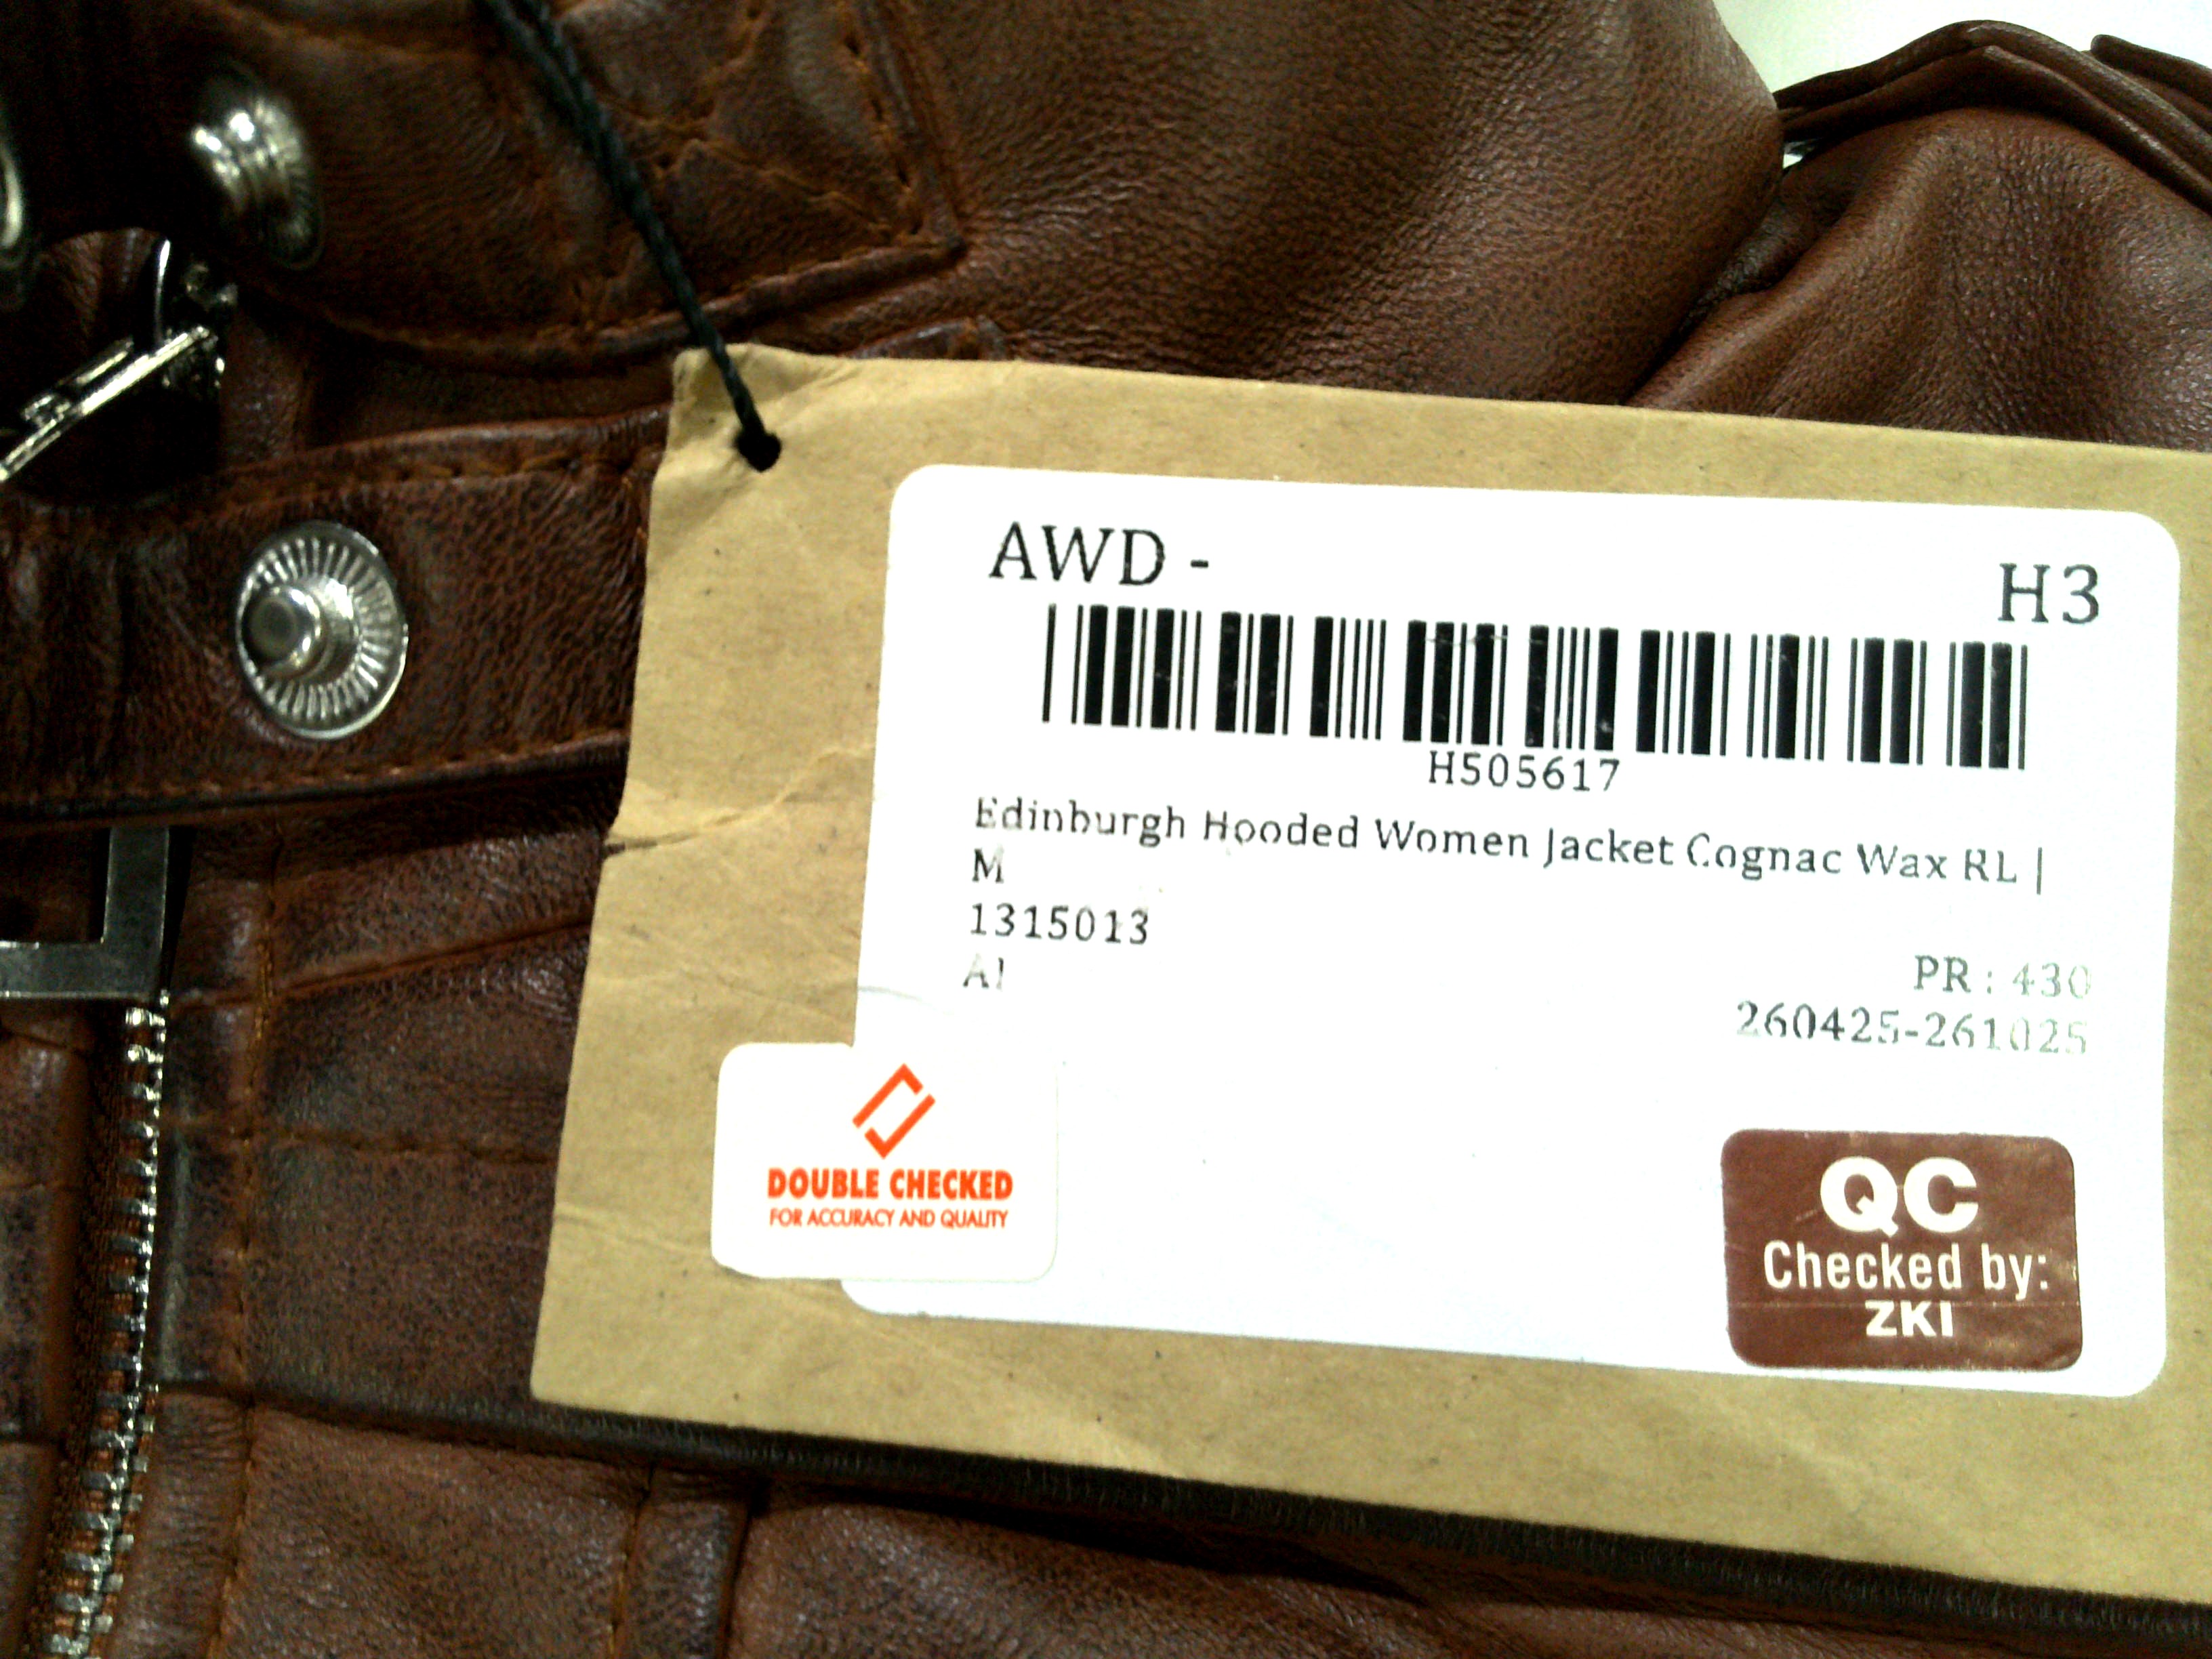 AWD - H3
H505617
Edinburgh Hooded Women Jacket Cognac Wax RL |
M
1315013
AI
PR : 430
260425-261025
DOUBLE CHECKED
FOR ACCURACY AND QUALITY
QC
Checked by:
ZKI